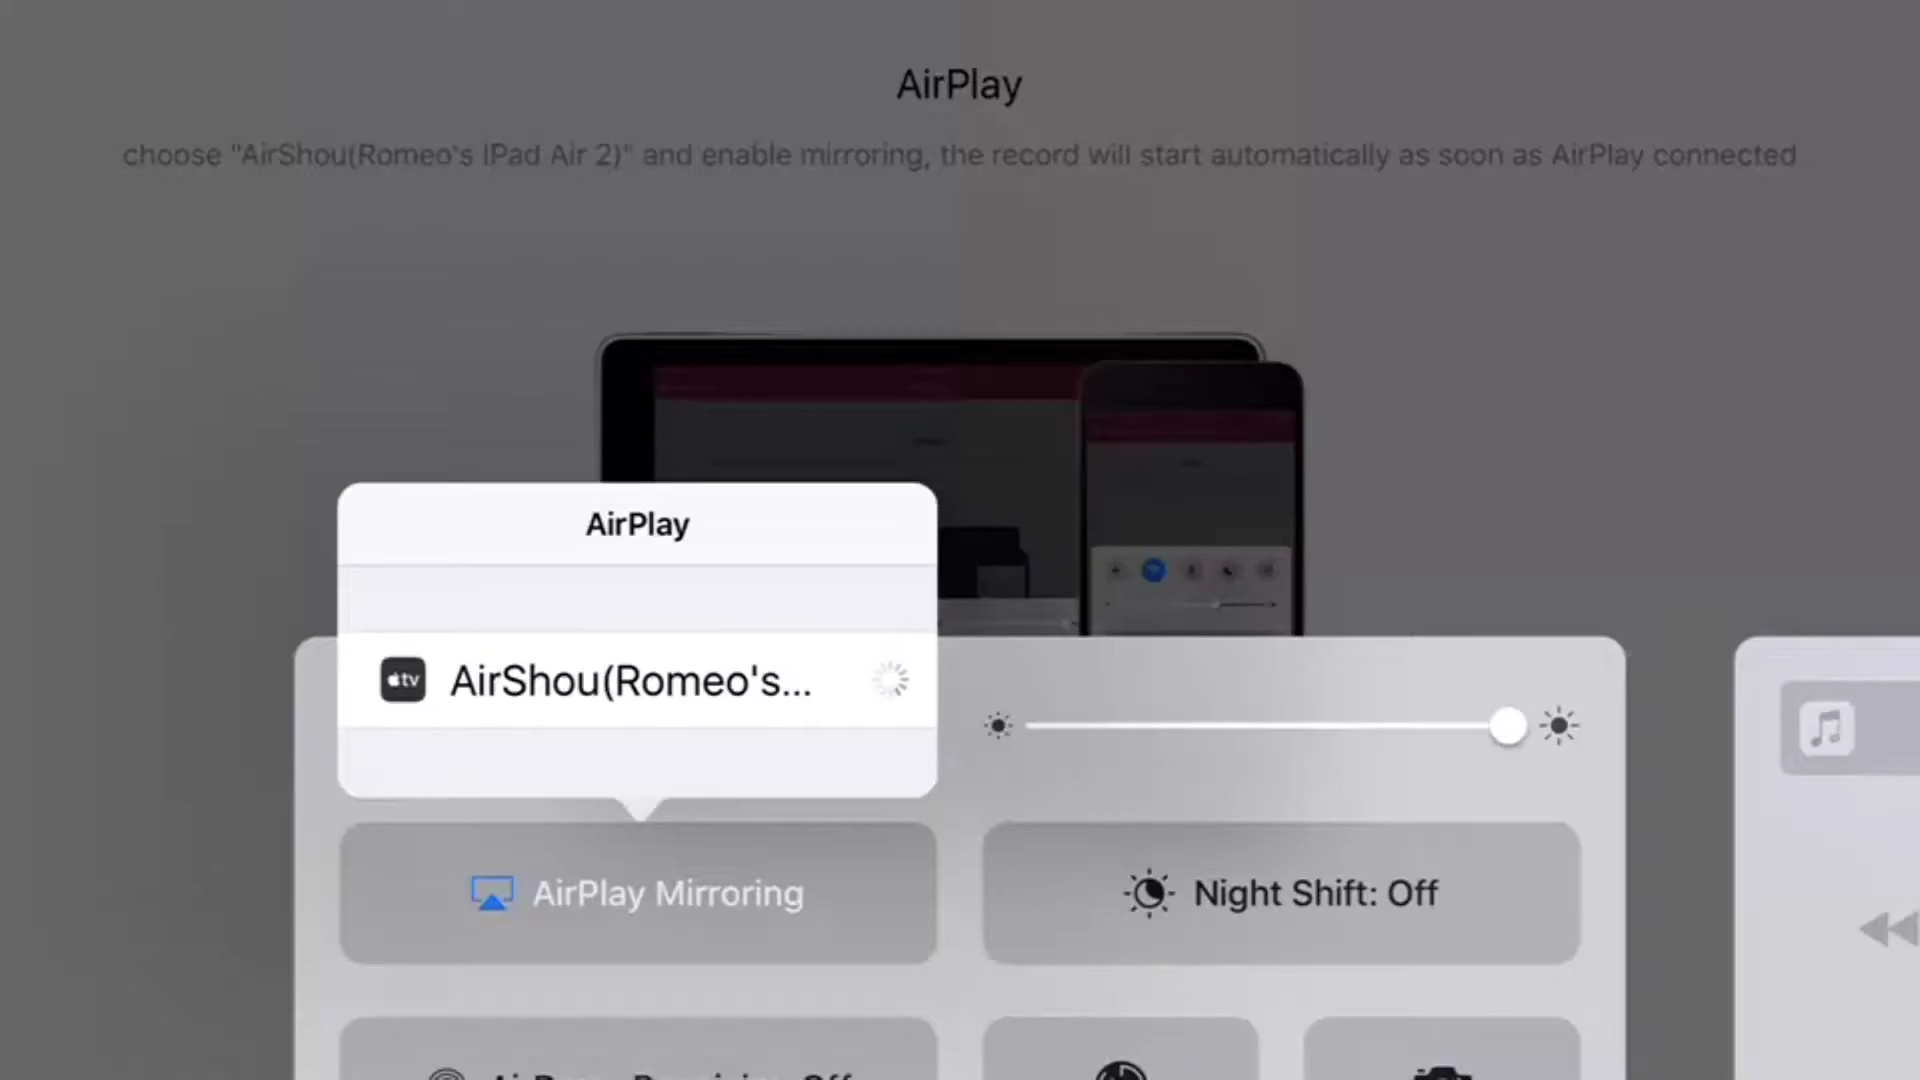 AirPlay
choose "AirShou(Romeo's iPad Air 2)" and enable mirroring, the record will start automatically as soon as AirPlay connected
AirPlay
tv
AirShou(Romeo's...
AirPlay Mirroring
Night Shift: Off